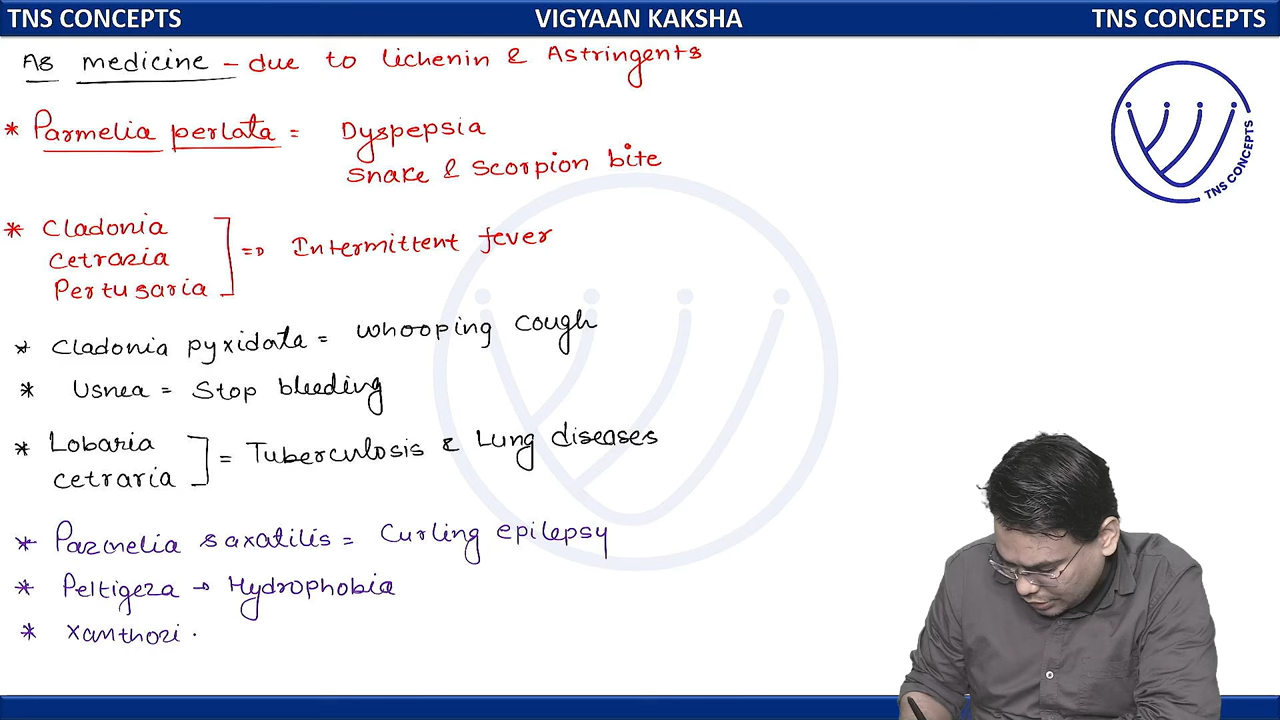 TNS CONCEPTS VIGYAAN KAKSHA TNS CONCEPTS
As medicine - due to Lichenin & Astringents
* Parmelia perlata = Dyspepsia
Snake & Scorpion bite
* Cladonia
Cetraria
Pertusaria
=> Intermittent fever
* Cladonia pyxidata = whooping cough
* Usnea = Stop bleeding
* Lobaria
cetraria
= Tuberculosis & Lung diseases
* Parmelia saxatilis = Curling epilepsy
* Peltigera → Hydrophobia
* Xanthori
TNS CONCEPTS